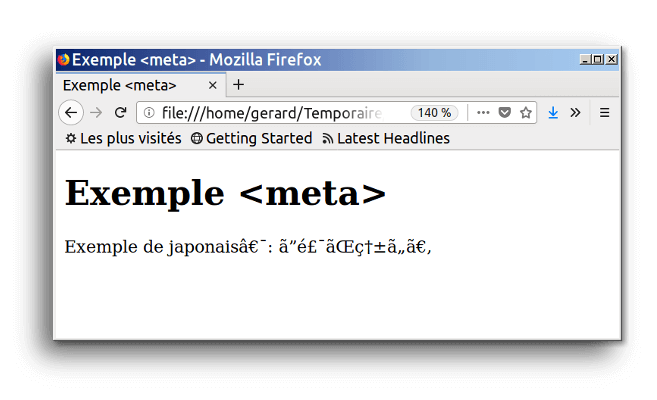 Exemple <meta> - Mozilla Firefox
Exemple <meta>
file:///home/gerard/Temporaire 140 %
Les plus visités Getting Started Latest Headlines
Exemple <meta>
Exemple de japonaisâ€¯: ã”é£¯ãŒç†±ã„ã€‚